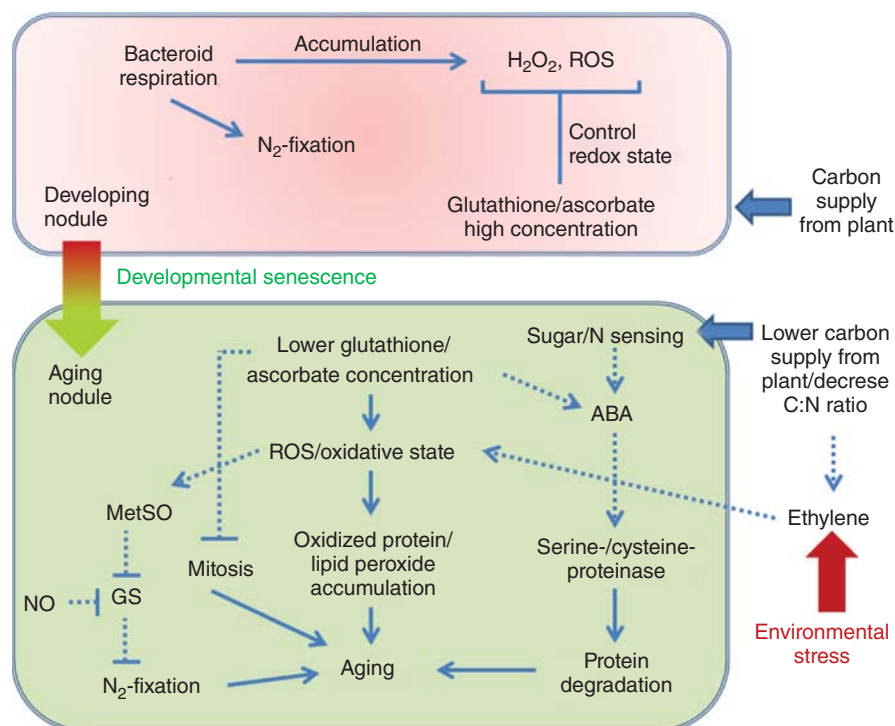 Accumulation
Bacteroid
respiration
H₂O₂, ROS
N₂-fixation
Control
redox state
Developing
nodule
Glutathione/ascorbate
high concentration
Carbon
supply
from plant
Developmental senescence
Aging
nodule
Lower glutathione/
ascorbate concentration
Sugar/N sensing
Lower carbon
supply from
plant/decrese
C:N ratio
ABA
ROS/oxidative state
MetSO
Ethylene
Mitosis
Oxidized protein/
lipid peroxide
accumulation
Serine-/cysteine-
proteinase
NO
GS
Environmental
stress
N₂-fixation
Aging
Protein
degradation